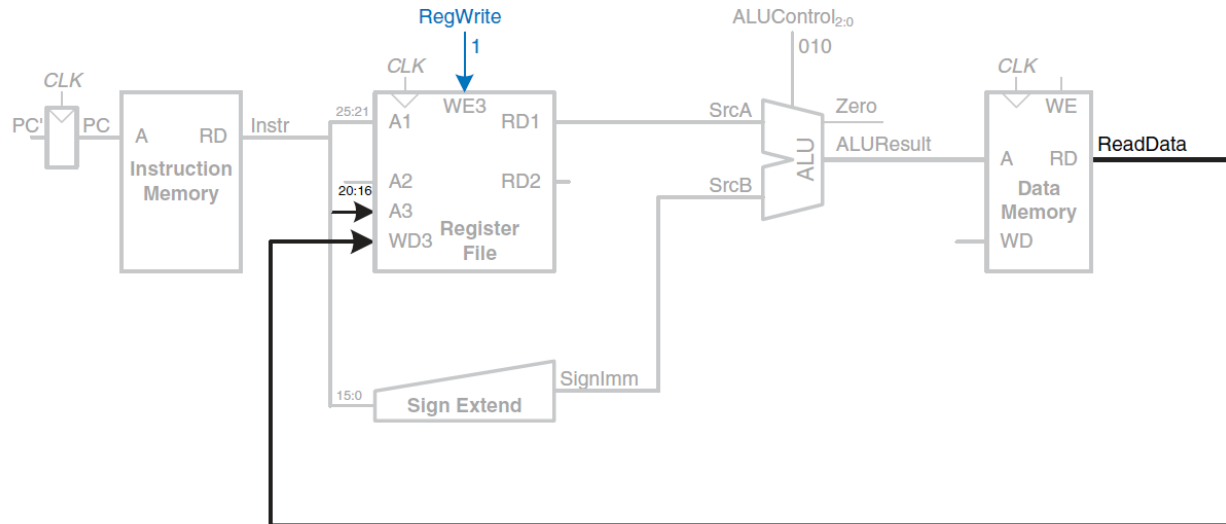 RegWrite
1
ALUControl2:0
010
CLK
PC'
PC
A
RD
Instruction
Memory
Instr
25:21
20:16
15:0
CLK
WE3
A1
RD1
A2
RD2
A3
WD3
Register
File
Sign Extend
SignImm
SrcA
SrcB
ALU
Zero
ALUResult
CLK
WE
A
RD
Data
Memory
WD
ReadData